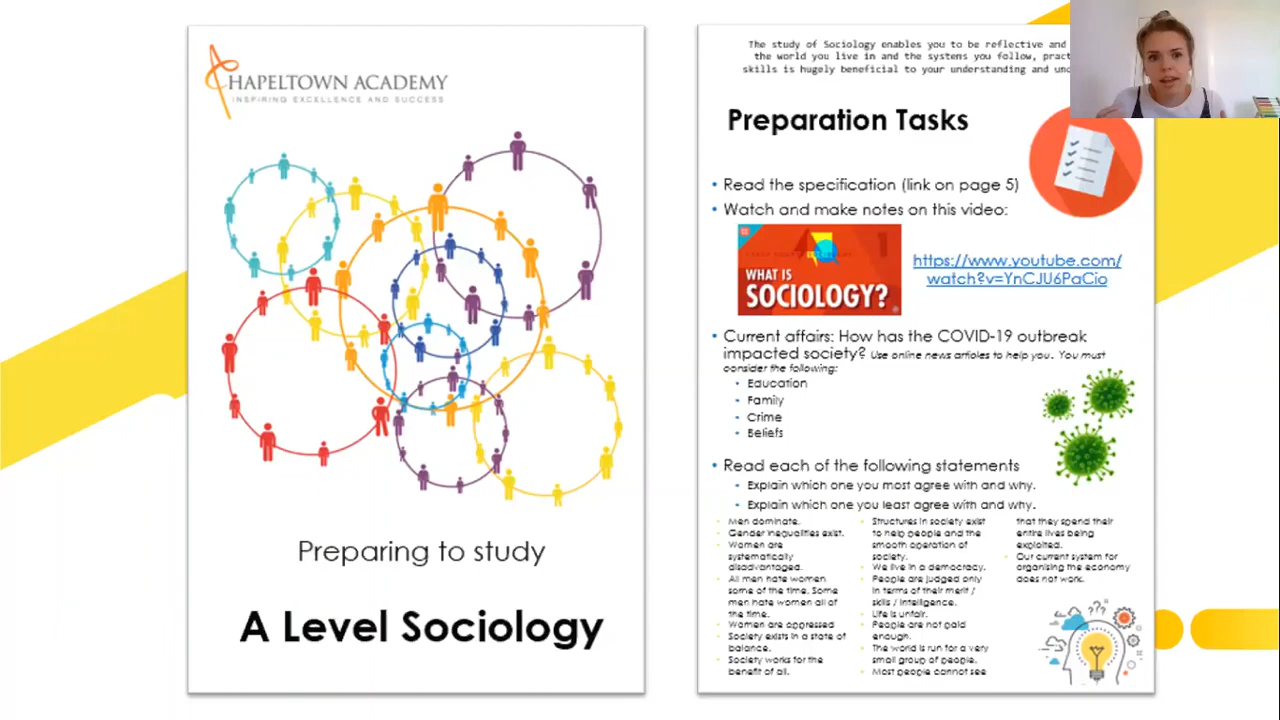 CHAPELTOWN ACADEMY
INSPIRING EXCELLENCE AND SUCCESS
Preparing to study
A Level Sociology
The study of Sociology enables you to be reflective and
the world you live in and the systems you follow,
skills is hugely beneficial to your understanding and
Preparation Tasks
• Read the specification (link on page 5)
• Watch and make notes on this video:
WHAT IS
SOCIOLOGY?
https://www.youtube.com/
watch?v=YnCJU6PaCio
• Current affairs: How has the COVID-19 outbreak
impacted society? Use online news articles to help you. You must
consider the following:
• Education
• Family
• Crime
• Beliefs
• Read each of the following statements
• Explain which one you most agree with and why.
• Explain which one you least agree with and why.
• Men dominate.
• Gender inequalities exist.
• Women are
systematically
disadvantaged.
• All men hate women
some of the time. Some
men hate women all of
the time.
• Women are oppressed
• Society exists in a state of
balance.
• Society works for the
benefit of all.
• Structures in society exist
to help people and the
smooth operation of
society.
• We live in a democracy.
• People are judged only
in terms of their merit /
skills / intelligence.
• Life is unfair.
• People are not paid
enough.
• The world is run for a very
small group of people.
• Most people cannot see
that they spend their
entire lives being
exploited.
• Our current system for
organising the economy
does not work.